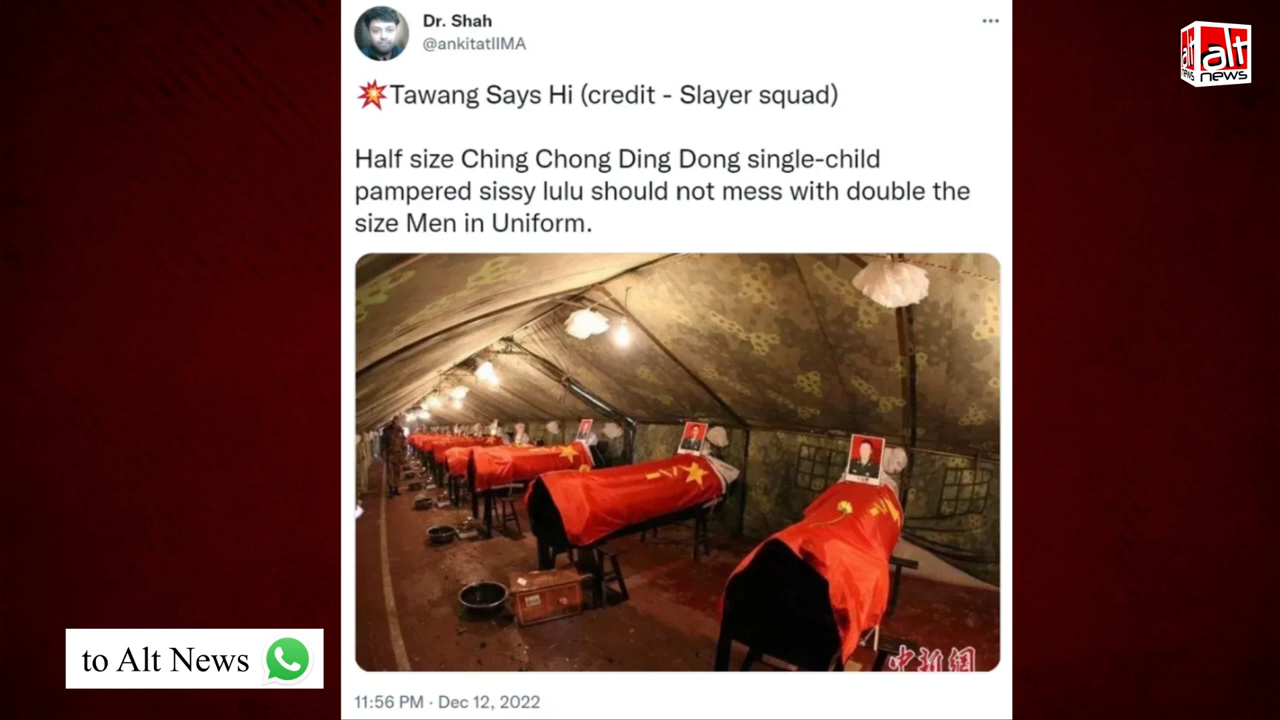 Dr. Shah
@ankitatIIMA
Tawang Says Hi (credit - Slayer squad)
Half size Ching Chong Ding Dong single-child
pampered sissy lulu should not mess with double the
size Men in Uniform.
中新網
11:56 PM · Dec 12, 2022
to Alt News
alt
news